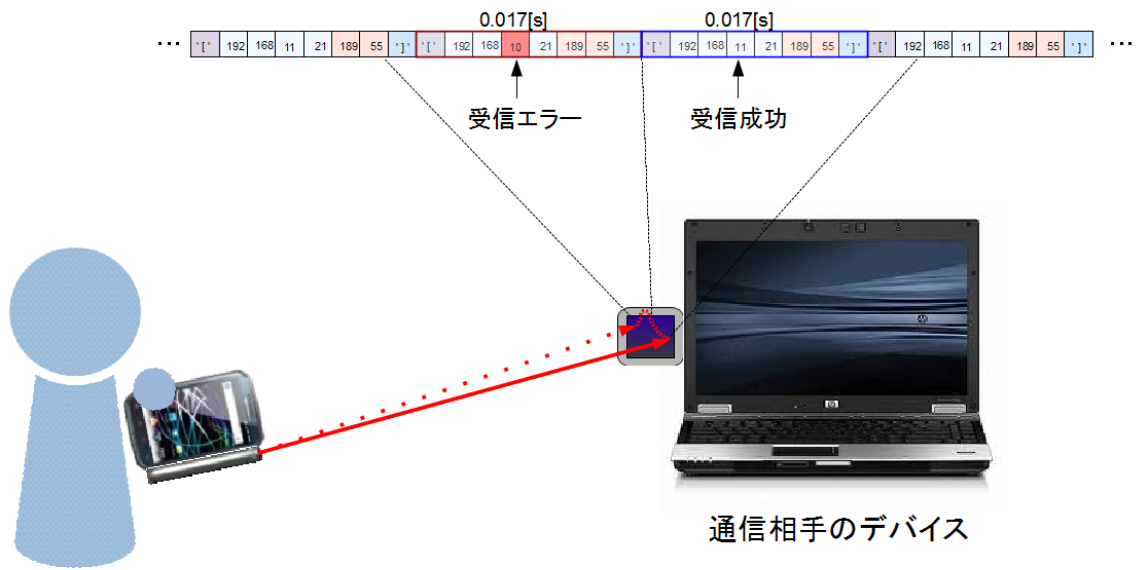 0.017[s] 0.017[s]
… '[' 192 168 11 21 189 55 ']' '[' 192 168 10 21 189 55 ']' '[' 192 168 11 21 189 55 ']' '[' 192 168 11 21 189 55 ']' …
受信エラー 受信成功
hp
通信相手のデバイス